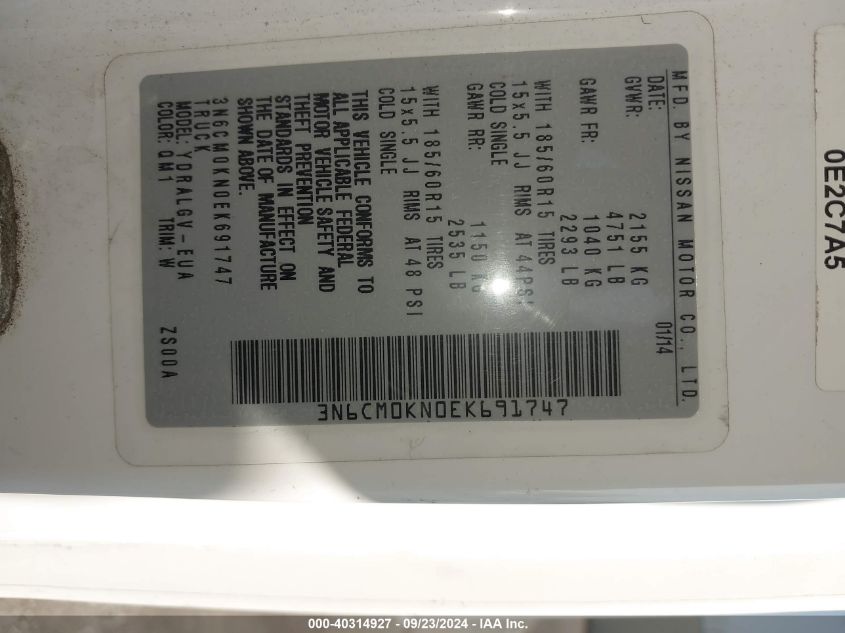 MFD. BY NISSAN MOTOR CO., LTD.
DATE: 01/14
GVWR: 2155 KG
4751 LB
GAWR FR: 1040 KG
2293 LB
WITH 185/60R15 TIRES
15x5.5 JJ RIMS AT 44PSI
COLD SINGLE
GAWR RR: 1150 KG
2535 LB
WITH 185/60R15 TIRES
15x5.5 JJ RIMS AT 48 PSI
COLD SINGLE
THIS VEHICLE CONFORMS TO
ALL APPLICABLE FEDERAL
MOTOR VEHICLE SAFETY AND
THEFT PREVENTION
STANDARDS IN EFFECT ON
THE DATE OF MANUFACTURE
SHOWN ABOVE.
3N6CM0KN0EK691747
TRUCK
MODEL: YDRALGV-EUA
COLOR: QM1 TRIM: W ZS00A
3N6CM0KN0EK691747
0E2C7A5
000-40314927 - 09/23/2024 - IAA Inc.